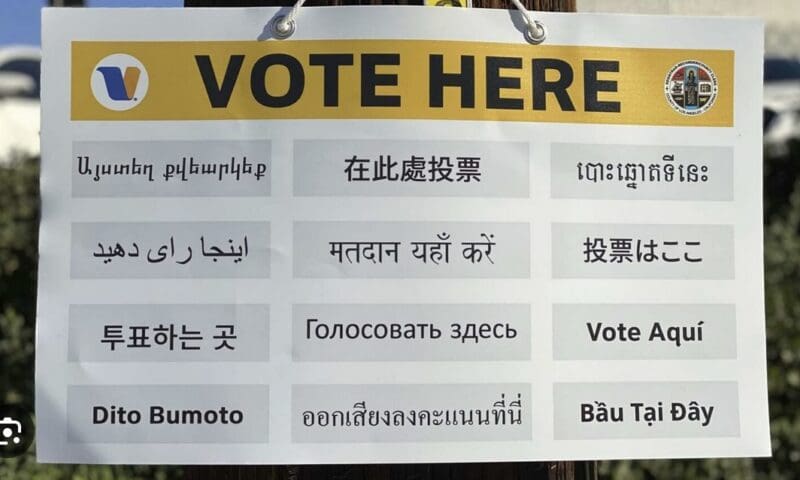 VOTE HERE
Այստեղ քվեարկեք
在此處投票
បោះឆ្នោតទីនេះ
اینجا رای دهید
मतदान यहाँ करें
投票はここ
투표하는 곳
Голосовать здесь
Vote Aquí
Dito Bumoto
ออกเสียงลงคะแนนที่นี่
Bầu Tại Đây